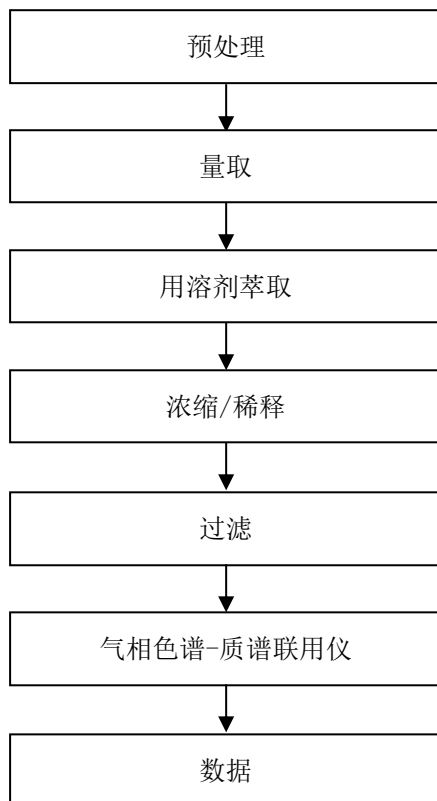 预处理
量取
用溶剂萃取
浓缩/稀释
过滤
气相色谱-质谱联用仪
数据